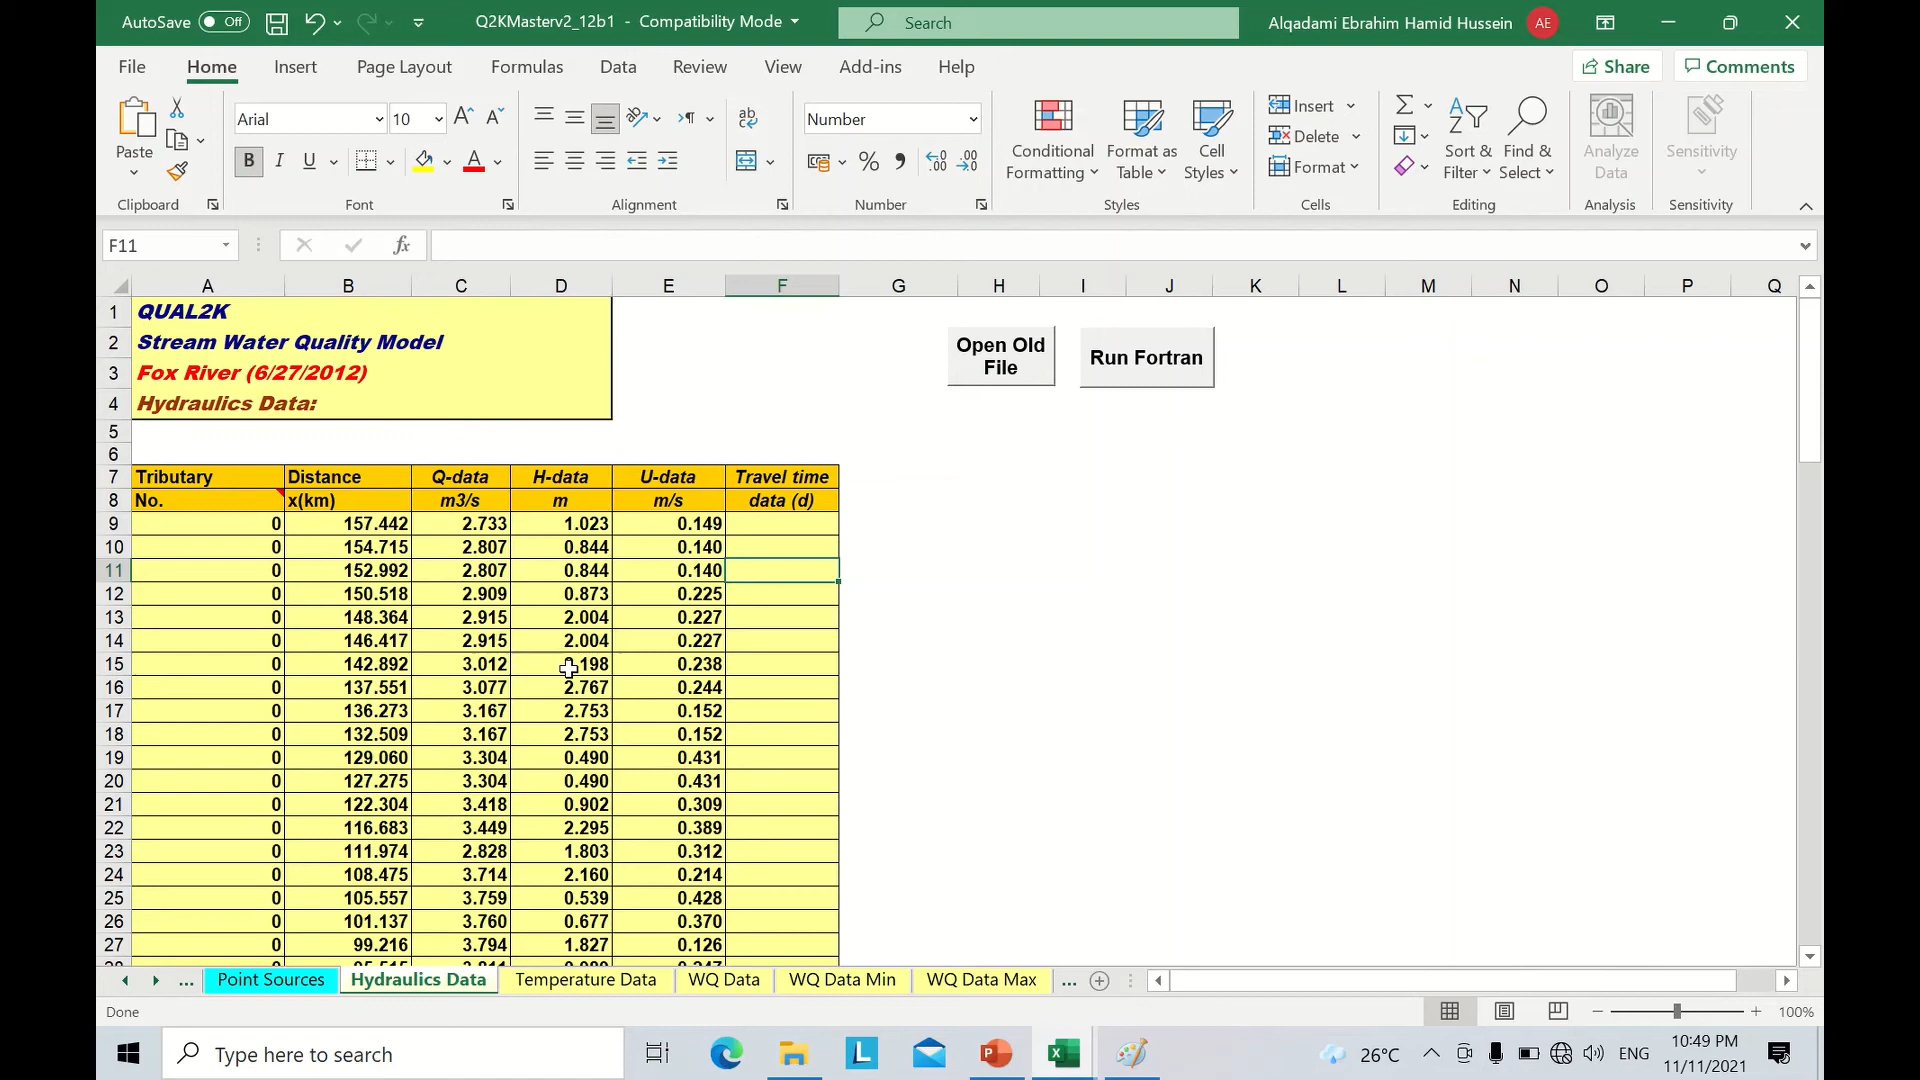 AutoSave Off Q2KMasterv2_12b1 - Compatibility Mode Search Alqadami Ebrahim Hamid Hussein AE
File Home Insert Page Layout Formulas Data Review View Add-ins Help Share Comments
Paste
Arial 10
B I U
Number
Conditional Formatting
Format as Table
Cell Styles
Insert
Delete
Format
Sort & Filter
Find & Select
Analyze Data
Sensitivity
Clipboard Font Alignment Number Styles Cells Editing Analysis Sensitivity
F11 fx
A B C D E F G H I J K L M N O P Q
1 QUAL2K
2 Stream Water Quality Model
3 Fox River (6/27/2012)
4 Hydraulics Data:
Open Old File
Run Fortran
5
6
7 Tributary Distance Q-data H-data U-data Travel time
8 No. x(km) m3/s m m/s data (d)
9 0 157.442 2.733 1.023 0.149
10 0 154.715 2.807 0.844 0.140
11 0 152.992 2.807 0.844 0.140
12 0 150.518 2.909 0.873 0.225
13 0 148.364 2.915 2.004 0.227
14 0 146.417 2.915 2.004 0.227
15 0 142.892 3.012 .198 0.238
16 0 137.551 3.077 2.767 0.244
17 0 136.273 3.167 2.753 0.152
18 0 132.509 3.167 2.753 0.152
19 0 129.060 3.304 0.490 0.431
20 0 127.275 3.304 0.490 0.431
21 0 122.304 3.418 0.902 0.309
22 0 116.683 3.449 2.295 0.389
23 0 111.974 2.828 1.803 0.312
24 0 108.475 3.714 2.160 0.214
25 0 105.557 3.759 0.539 0.428
26 0 101.137 3.760 0.677 0.370
27 0 99.216 3.794 1.827 0.126
... Point Sources Hydraulics Data Temperature Data WQ Data WQ Data Min WQ Data Max ...
Done 100%
Type here to search 26°C ENG 10:49 PM
11/11/2021